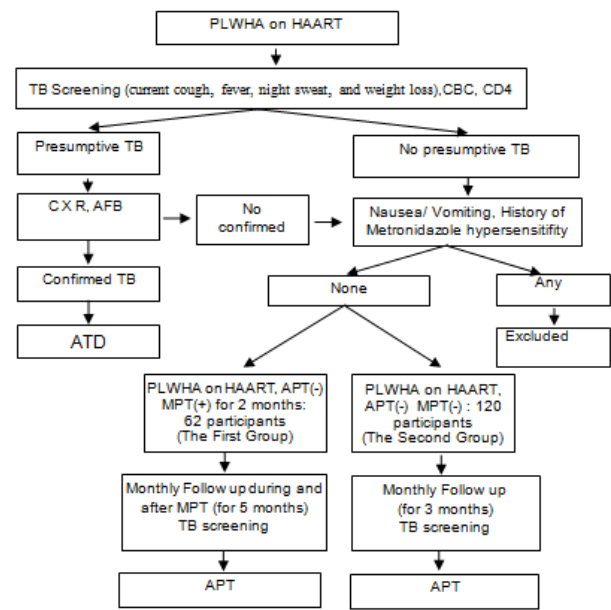 PLWHA on HAART
TB Screening (current cough, fever, night sweat, and weight loss),CBC, CD4
Presumptive TB
No presumptive TB
C X R, AFB
No
confirmed
Nausea/ Vomiting, History of
Metronidazole hypersensitifity
Confirmed TB
None
Any
ATD
Excluded
PLWHA on HAART, APT(-)
MPT(+) for 2 months:
62 participants
(The First Group)
PLWHA on HAART,
APT(-) MPT(-) : 120
participants
(The Second Group)
Monthly Follow up during and
after MPT (for 5 months)
TB screening
Monthly Follow up
(for 3 months)
TB screening
APT
APT